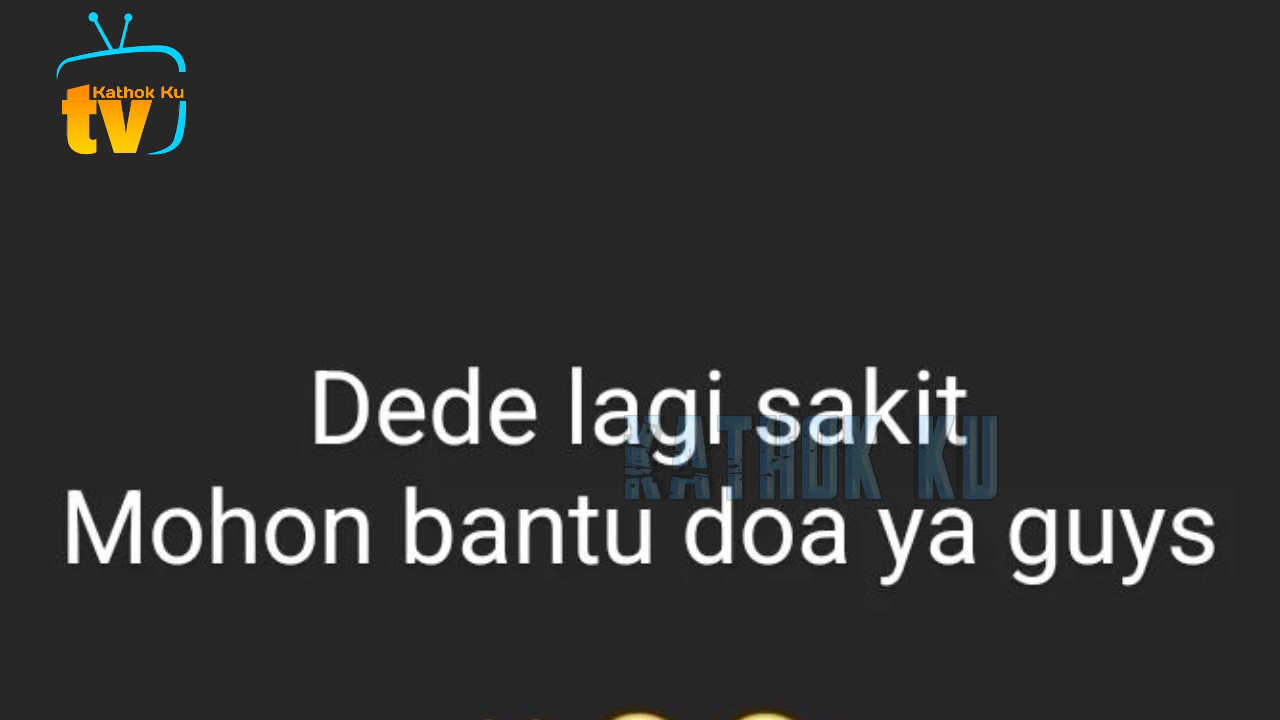 Kathok Ku
tv
Dede lagi sakit
KATHOK KU
Mohon bantu doa ya guys